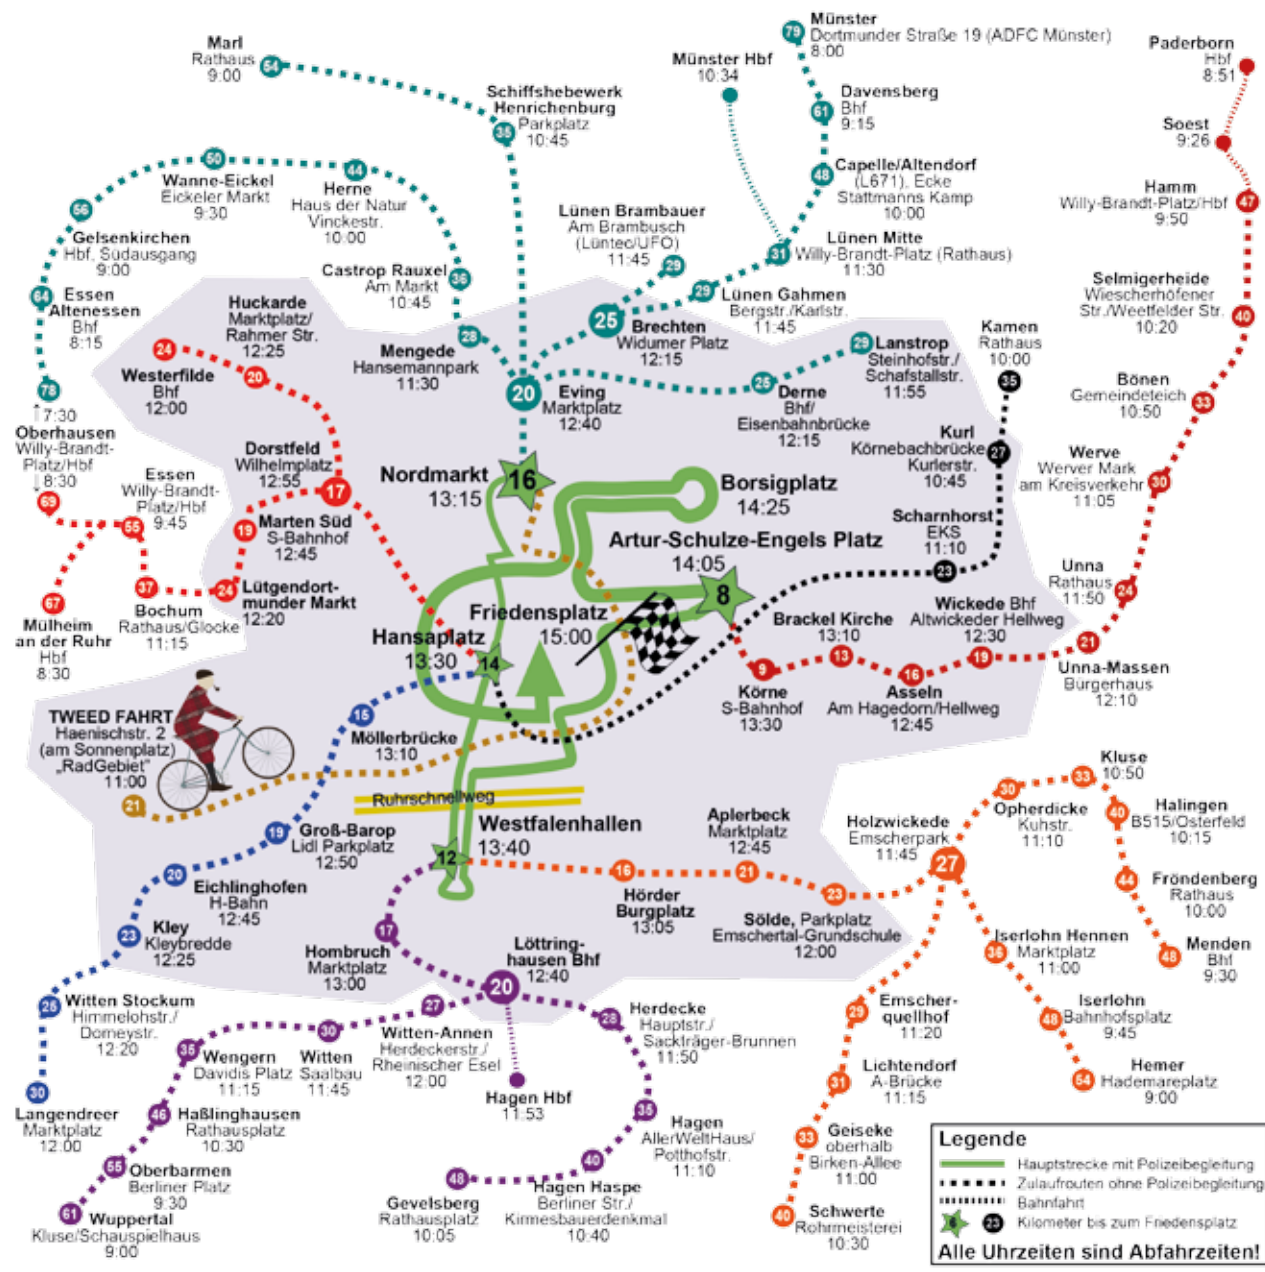 Marl
Rathaus
9:00
54
Schiffshebewerk
Henrichenburg
Parkplatz
10:45
35
Münster Hbf
10:34
79
Münster
Dortmunder Straße 19 (ADFC Münster)
8:00
61
Davensberg
Bhf
9:15
48
Capelle/Altendorf
(L671), Ecke
Stattmanns Kamp
10:00
Paderborn
Hbf
8:51
Soest
9:26
Hamm
Willy-Brandt-Platz/Hbf
9:50
47
50
Wanne-Eickel
Eickeler Markt
9:30
44
Herne
Haus der Natur
Vinckestr.
10:00
56
Gelsenkirchen
Hbf, Südausgang
9:00
64
Essen
Altenessen
Bhf
8:15
78
7:30
Oberhausen
Willy-Brandt-
Platz/Hbf
8:30
69
Castrop Rauxel
Am Markt
10:45
36
Mengede
Hansemannpark
11:30
28
Lünen Brambauer
Am Brambusch
(Lüntec/UFO)
11:45
29
31
Lünen Mitte
Willy-Brandt-Platz (Rathaus)
11:30
29
Lünen Gahmen
Bergstr./Karlstr.
11:45
25
Brechten
Widumer Platz
12:15
20
Eving
Marktplatz
12:40
29
Lanstrop
Steinhofstr./
Schafstallstr.
11:55
Derne
Bhf/
Eisenbahnbrücke
12:15
Kamen
Rathaus
10:00
35
Kurl
Körnebachbrücke
Kurlerstr.
10:45
27
Scharnhorst
EKS
11:10
23
Selmigerheide
Wiescherhöfener
Str./Weetfelder Str.
10:20
40
Bönen
Gemeindeteich
10:50
33
Werve
Werver Mark
am Kreisverkehr
11:05
30
Unna
Rathaus
11:50
24
21
Unna-Massen
Bürgerhaus
12:10
Wickede Bhf
Altwickeder Hellweg
12:30
19
Asseln
Am Hagedorn/Hellweg
12:45
16
Brackel Kirche
13:10
13
Körne
S-Bahnhof
13:30
9
Huckarde
Marktplatz/
Rahmer Str.
12:25
20
24
Westerfilde
Bhf
12:00
Dorstfeld
Wilhelmplatz
12:55
17
Essen
Willy-Brandt-
Platz/Hbf
9:45
55
19
Marten Süd
S-Bahnhof
12:45
24
Lütgendort-
munder Markt
12:20
37
Bochum
Rathaus/Glocke
11:15
67
Mülheim
an der Ruhr
Hbf
8:30
Nordmarkt
13:15
16
Borsigplatz
14:25
Artur-Schulze-Engels Platz
14:05
8
Friedensplatz
15:00
Hansaplatz
13:30
14
TWEED FAHRT
Haenischstr. 2
(am Sonnenplatz)
„RadGebiet"
11:00
21
15
Möllerbrücke
13:10
Ruhrschnellweg
Westfalenhallen
13:40
12
19
Groß-Barop
Lidl Parkplatz
12:50
20
Eichlinghofen
H-Bahn
12:45
23
Kley
Kleybredde
12:25
Witten Stockum
Himmelohstr./
Dorneystr.
12:20
30
Langendreer
Marktplatz
12:00
17
Hombruch
Marktplatz
13:00
Löttring-
hausen Bhf
12:40
20
27
Witten-Annen
Herdeckerstr./
Rheinischer Esel
12:00
30
Witten
Saalbau
11:45
35
Wengern
Davidis Platz
11:15
46
Haßlinghausen
Rathausplatz
10:30
55
Oberbarmen
Berliner Platz
9:30
61
Wuppertal
Kluse/Schauspielhaus
9:00
Hagen Hbf
11:53
28
Herdecke
Hauptstr./
Sackträger-Brunnen
11:50
35
Hagen
AllerWeltHaus/
Potthofstr.
11:10
40
Hagen Haspe
Berliner Str./
Kirmesbauerdenkmal
10:40
48
Gevelsberg
Rathausplatz
10:05
16
Hörder
Burgplatz
13:05
Aplerbeck
Marktplatz
12:45
21
23
Sölde, Parkplatz
Emschertal-Grundschule
12:00
Holzwickede
Emscherpark
11:45
27
30
Opherdicke
Kuhstr.
11:10
33
Kluse
10:50
40
Halingen
B515/Osterfeld
10:15
44
Fröndenberg
Rathaus
10:00
48
Menden
Bhf
9:30
36
Iserlohn Hennen
Marktplatz
11:00
48
Iserlohn
Bahnhofsplatz
9:45
54
Hemer
Hademareplatz
9:00
29
Emscher-
quellhof
11:20
31
Lichtendorf
A-Brücke
11:15
33
Geiseke
oberhalb
Birken-Allee
11:00
40
Schwerte
Rohrmeisterei
10:30
Legende
Hauptstrecke mit Polizeibegleitung
Zulaufrouten ohne Polizeibegleitung
Bahnfahrt
23 Kilometer bis zum Friedensplatz
Alle Uhrzeiten sind Abfahrzeiten!